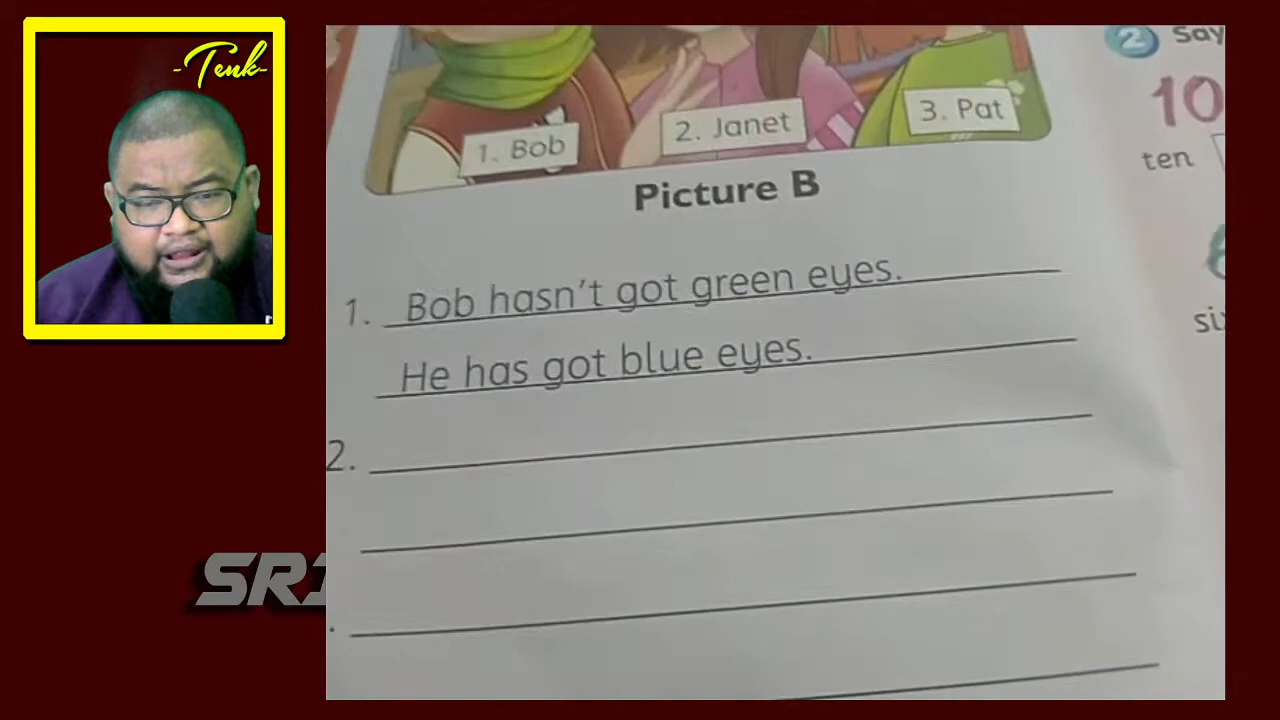 -Tenk-
1. Bob
2. Janet
3. Pat
Picture B
1. Bob hasn't got green eyes.
He has got blue eyes.
2.
2 Say
10
ten